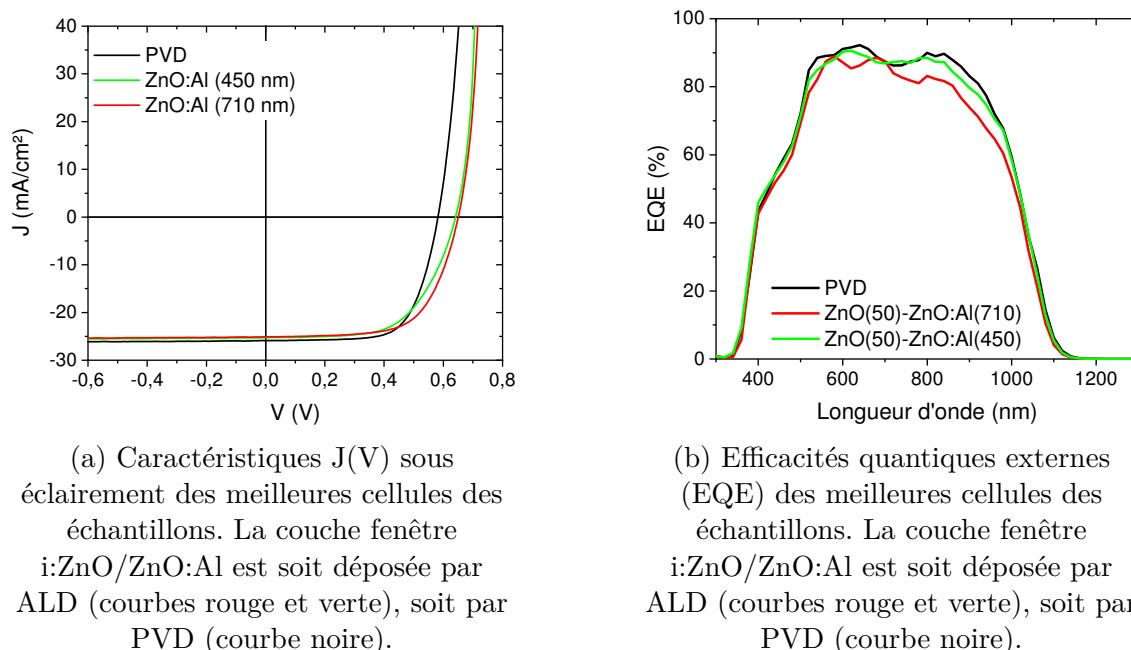 40
30
20
10
0
-10
-20
-30
J (mA/cm²)
PVD
ZnO:Al (450 nm)
ZnO:Al (710 nm)
-0,6 -0,4 -0,2 0,0 0,2 0,4 0,6 0,8
V (V)
(a) Caractéristiques J(V) sous
éclairement des meilleures cellules des
échantillons. La couche fenêtre
i:ZnO/ZnO:Al est soit déposée par
ALD (courbes rouge et verte), soit par
PVD (courbe noire).
100
80
60
40
20
0
EQE (%)
PVD
ZnO(50)-ZnO:Al(710)
ZnO(50)-ZnO:Al(450)
400 600 800 1000 1200
Longueur d'onde (nm)
(b) Efficacités quantiques externes
(EQE) des meilleures cellules des
échantillons. La couche fenêtre
i:ZnO/ZnO:Al est soit déposée par
ALD (courbes rouge et verte), soit par
PVD (courbe noire).